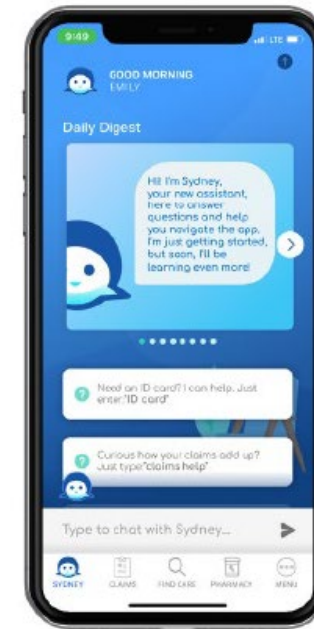 9:49
LTE
GOOD MORNING
EMILY
Daily Digest
Hi! I'm Sydney,
your new assistant,
here to answer
questions and help
you navigate the app.
I'm just getting started,
but soon, I'll be
learning even more!
Need an ID card? I can help. Just
enter "ID card"
Curious how your claims add up?
Just type "claims help"
Type to chat with Sydney...
SYDNEY
CLAIMS
FIND CARE
PHARMACY
MENU